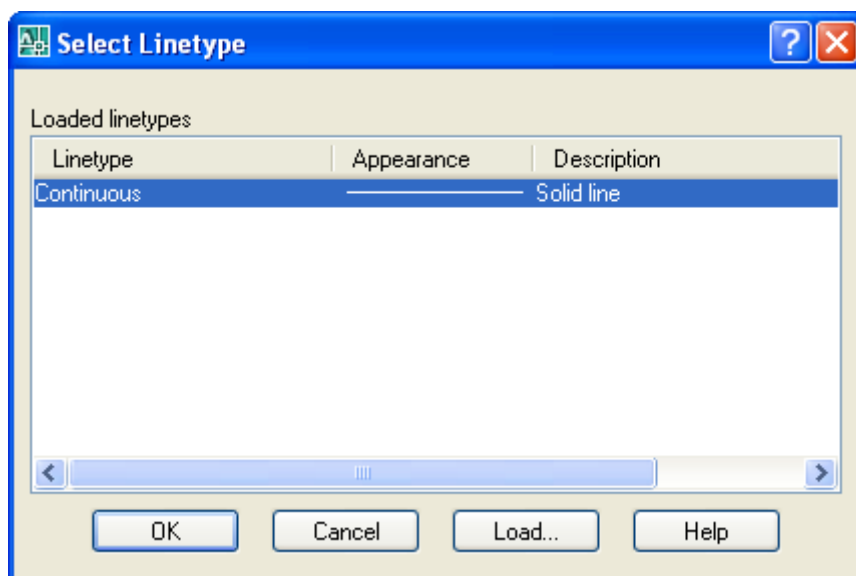 Select Linetype
Loaded linetypes
Linetype Appearance Description
Continuous Solid line
OK Cancel Load... Help